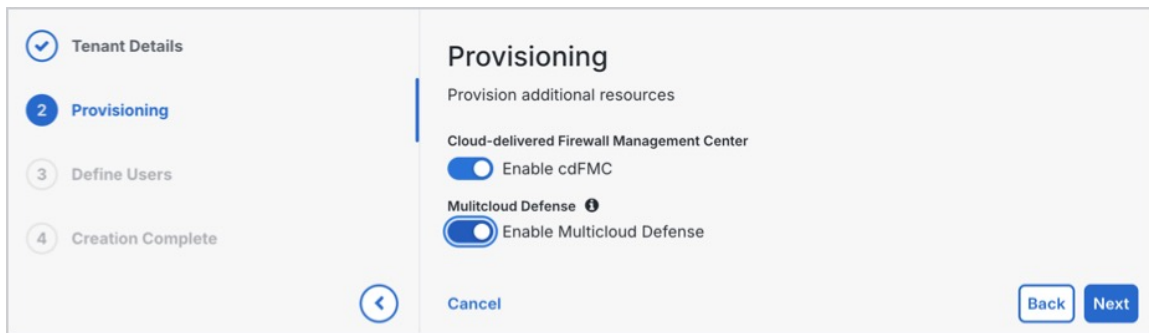 Tenant Details
2 Provisioning
3 Define Users
4 Creation Complete
Provisioning
Provision additional resources
Cloud-delivered Firewall Management Center
Enable cdFMC
Mulitcloud Defense
Enable Multicloud Defense
Cancel
Back
Next